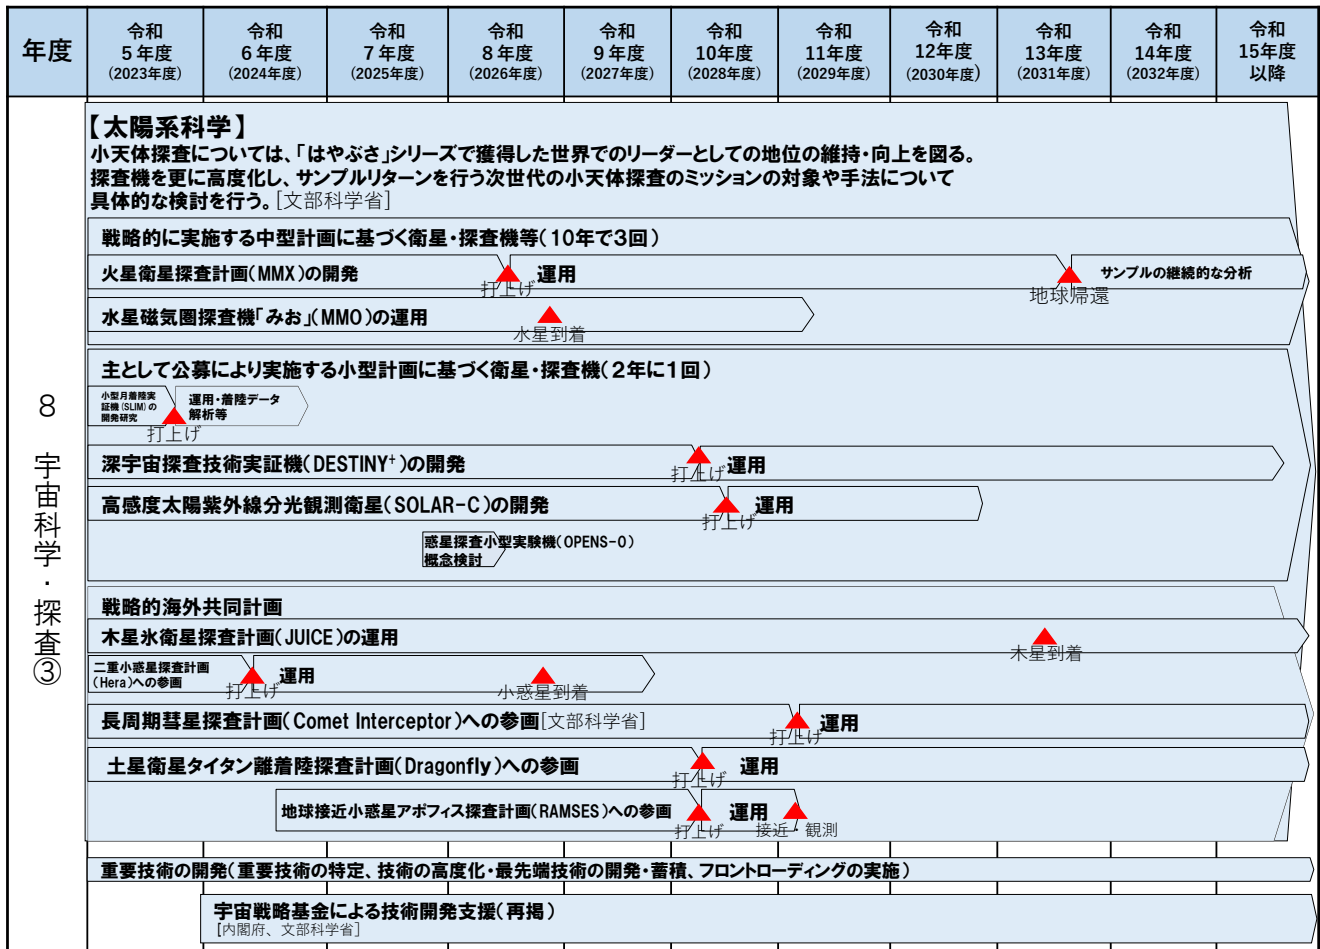 年度
令和
5年度
(2023年度)
令和
6年度
(2024年度)
令和
7年度
(2025年度)
令和
8年度
(2026年度)
令和
9年度
(2027年度)
令和
10年度
(2028年度)
令和
11年度
(2029年度)
令和
12年度
(2030年度)
令和
13年度
(2031年度)
令和
14年度
(2032年度)
令和
15年度
以降
8 宇宙科学・探査③
【太陽系科学】
小天体探査については、「はやぶさ」シリーズで獲得した世界でのリーダーとしての地位の維持・向上を図る。
探査機を更に高度化し、サンプルリターンを行う次世代の小天体探査のミッションの対象や手法について
具体的な検討を行う。[文部科学省]
戦略的に実施する中型計画に基づく衛星・探査機等(10年で3回)
火星衛星探査計画(MMX)の開発
打上げ
運用
地球帰還
サンプルの継続的な分析
水星磁気圏探査機「みお」(MMO)の運用
水星到着
主として公募により実施する小型計画に基づく衛星・探査機(2年に1回)
小型月着陸実
証機(SLIM)の
開発研究
打上げ
運用・着陸データ
解析等
深宇宙探査技術実証機(DESTINY+)の開発
打上げ
運用
高感度太陽紫外線分光観測衛星(SOLAR-C)の開発
打上げ
運用
惑星探査小型実験機(OPENS-0)
概念検討
戦略的海外共同計画
木星氷衛星探査計画(JUICE)の運用
木星到着
二重小惑星探査計画
(Hera)への参画
打上げ
運用
小惑星到着
長周期彗星探査計画(Comet Interceptor)への参画[文部科学省]
打上げ
運用
土星衛星タイタン離着陸探査計画(Dragonfly)への参画
打上げ
運用
地球接近小惑星アポフィス探査計画(RAMSES)への参画
打上げ
運用
接近・観測
重要技術の開発(重要技術の特定、技術の高度化・最先端技術の開発・蓄積、フロントローディングの実施)
宇宙戦略基金による技術開発支援(再掲)
[内閣府、文部科学省]